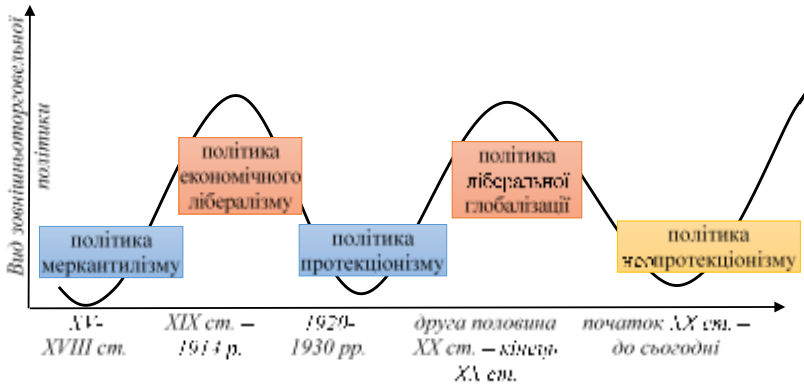 Вид зовнішньоторговельної
політики
політика
меркантилізму
політика
економічного
лібералізму
політика
протекціонізму
політика
ліберальної
глобалізації
політика
неопротекціонізму
XV-
XVIII ст.
XIX ст. –
1914 р.
1920-
1930 рр.
друга половина
XX ст. – кінець
XX ст.
початок XX ст. –
до сьогодні